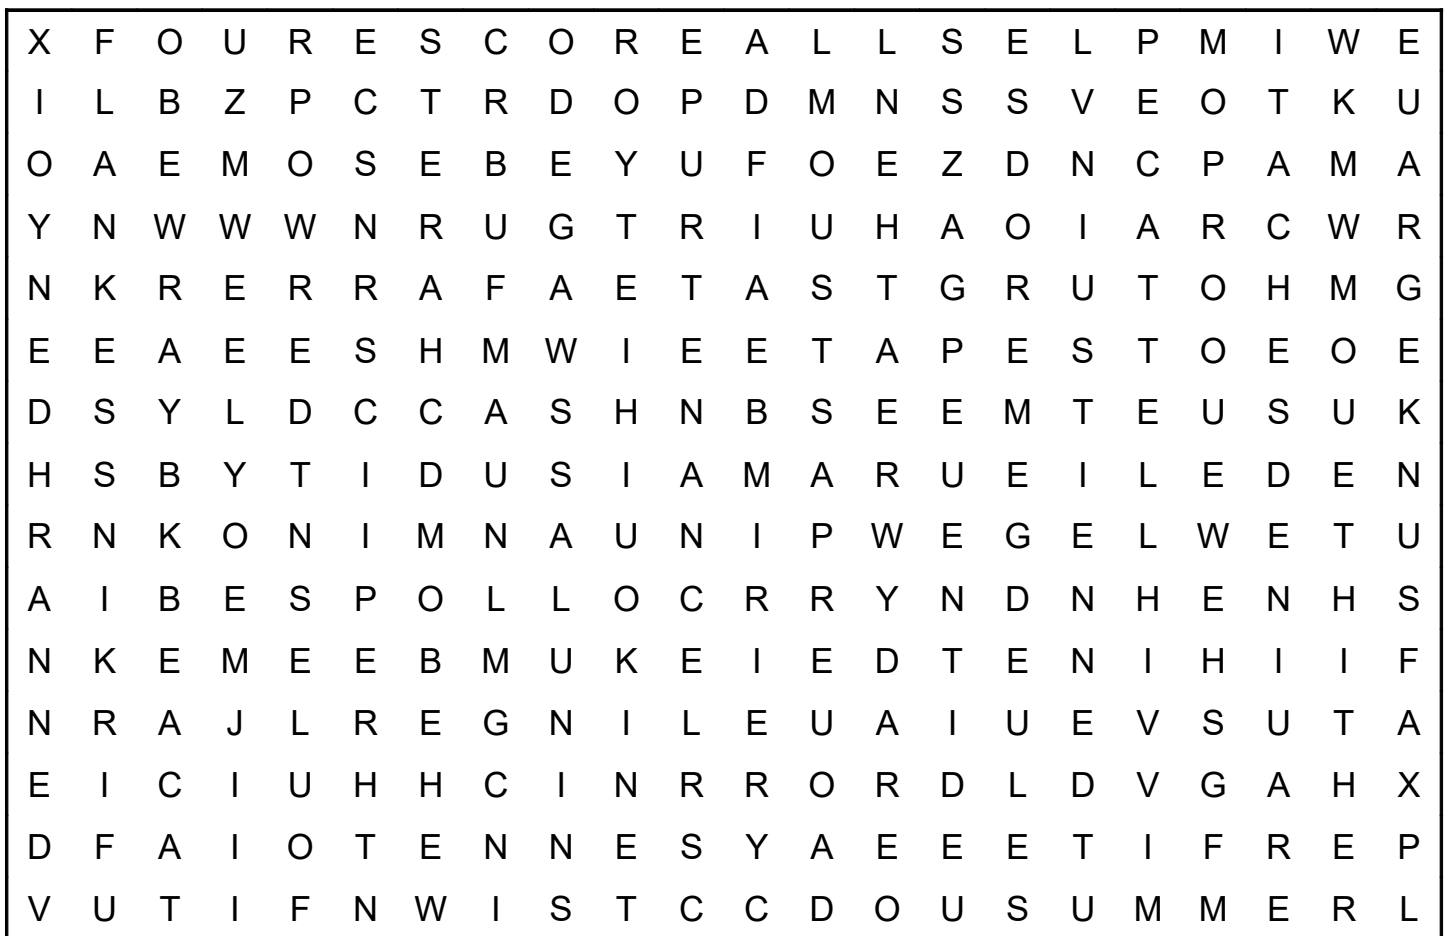 X F O U R E S C O R E A L L S E L P M I W E
I L B Z P C T R D O P D M N S S V E O T K U
O A E M O S E B E Y U F O E Z D N C P A M A
Y N W W W N R U G T R I U H A O I A R C W R
N K R E R R A F A E T A S T G R U T O H M G
E E A E E S H M W I E E T A P E S T O E O E
D S Y L D C C A S H N B S E E M T E U S U K
H S B Y T I D U S I A M A R U E I L E D E N
R N K O N I M N A U N I P W E G E L W E T U
A I B E S P O L L O C R R Y N D N H E N H S
N K E M E E B M U K E I E D T E N I H I I F
N R A J L R E G N I L E U A I U E V S U T A
E I C I U H H C I N R R O R D L D V G A H X
D F A I O T E N N E S Y A E E E T I F R E P
V U T I F N W I S T C C D O U S U M M E R L